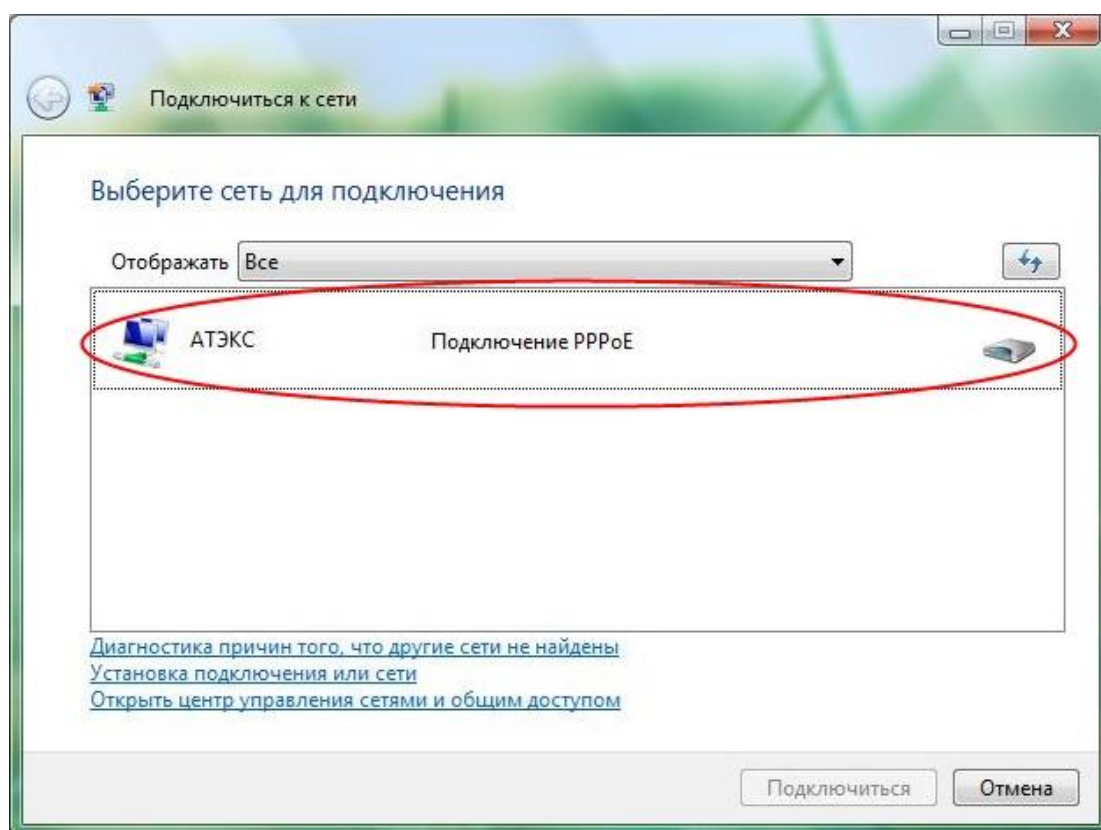 Подключиться к сети
Выберите сеть для подключения
Отображать Все
АТЭКС Подключение PPPoE
Диагностика причин того, что другие сети не найдены
Установка подключения или сети
Открыть центр управления сетями и общим доступом
Подключиться Отмена